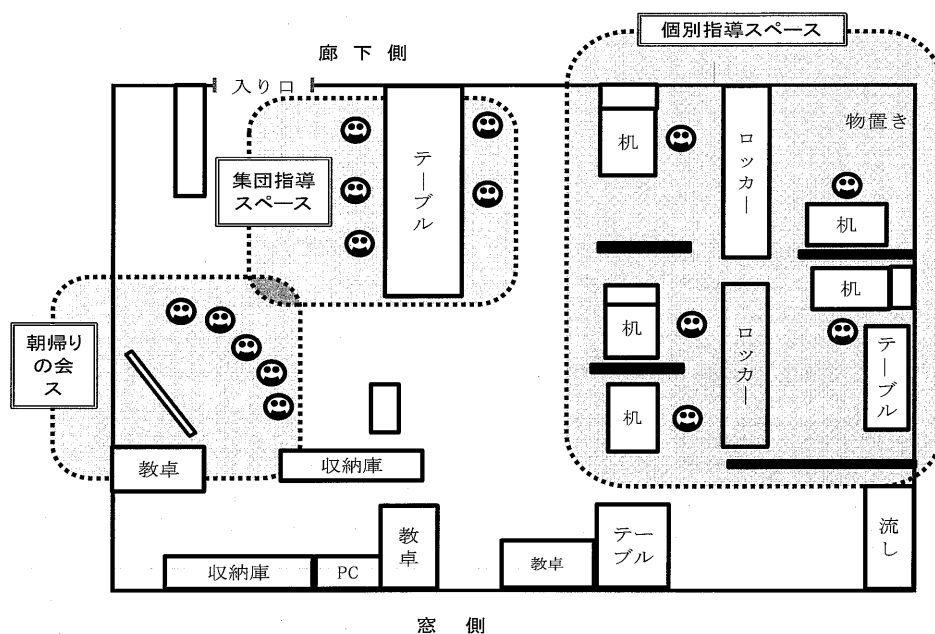 個別指導スペース
廊下側
入り口
物置き
机
ロッカー
テーブル
集団指導
スペース
机
机
机
ロッカー
テーブル
朝帰り
の会
ス
机
教卓
収納庫
教卓
教卓
テー
ブル
流し
収納庫
PC
窓側